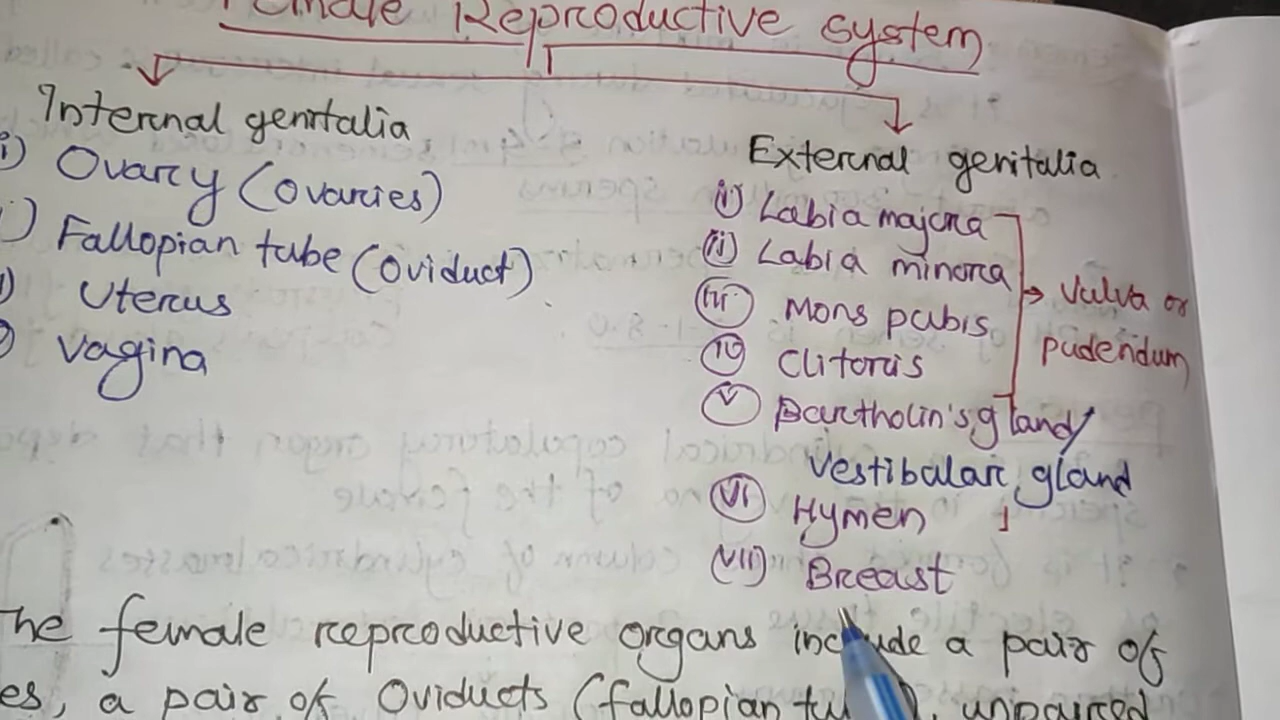 Female Reproductive system
Internal genitalia
i) Ovary (ovaries)
Fallopian tube (oviduct)
Uterus
Vagina
External genitalia
(i) Labia majora
(ii) Labia minora
(iii) Mons pubis
(iv) Clitoris
(v) Bartholin's gland/
Vestibular gland
(vi) Hymen
(vii) Breast
Vulva or
pudendum
The female reproductive organs include a pair of
es, a pair of Oviducts (fallopian unpaired